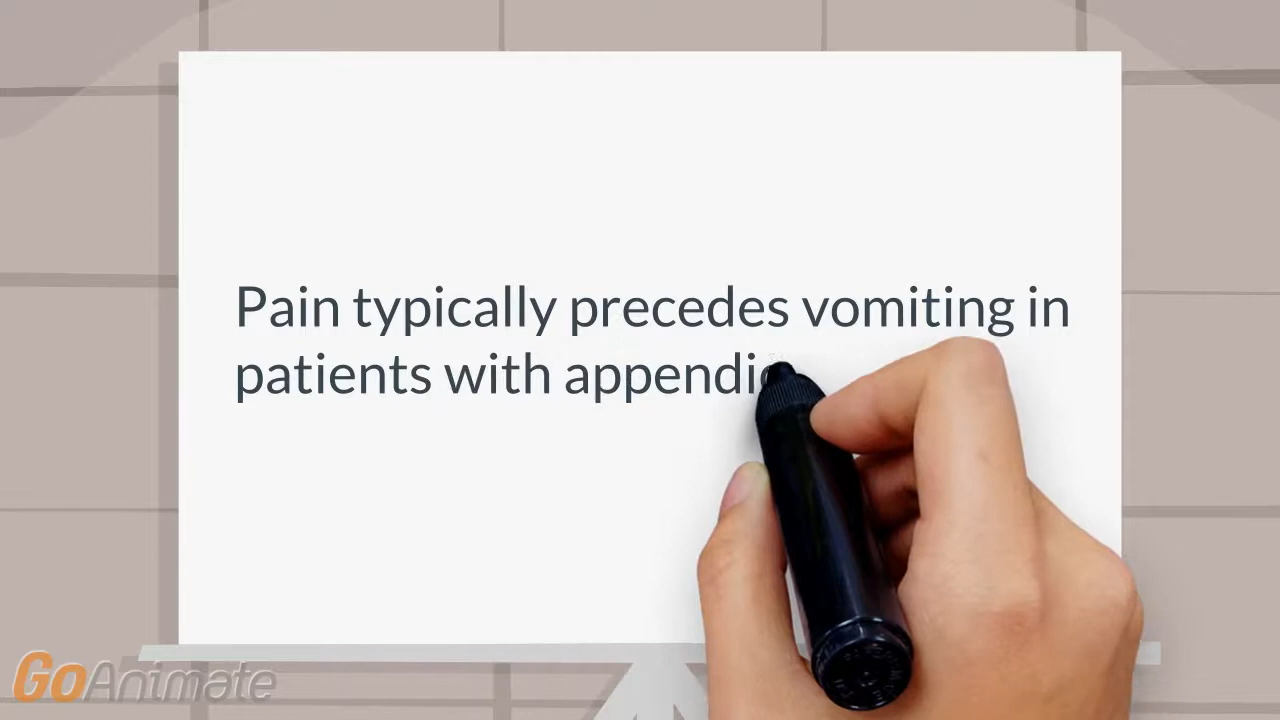 Pain typically precedes vomiting in
patients with appendic
GoAnimate